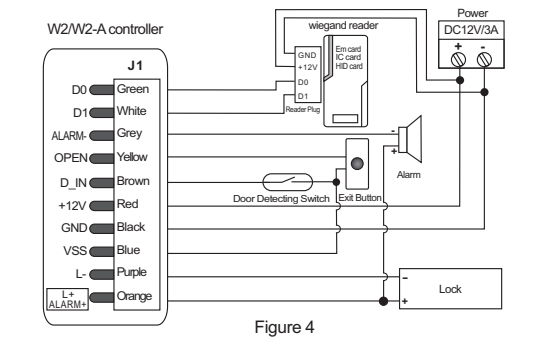 W2/W2-A controller
wiegand reader
Power
DC12V/3A
+ -
J1
GND
+12V
D0
D1
Em card
IC card
HID card
Reader Plug
D0 Green
D1 White
ALARM- Grey
OPEN Yellow
D_IN Brown
+12V Red
GND Black
VSS Blue
L- Purple
L+
ALARM+
Orange
-
+
Alarm
Door Detecting Switch
Exit Button
-
+
Lock
Figure 4